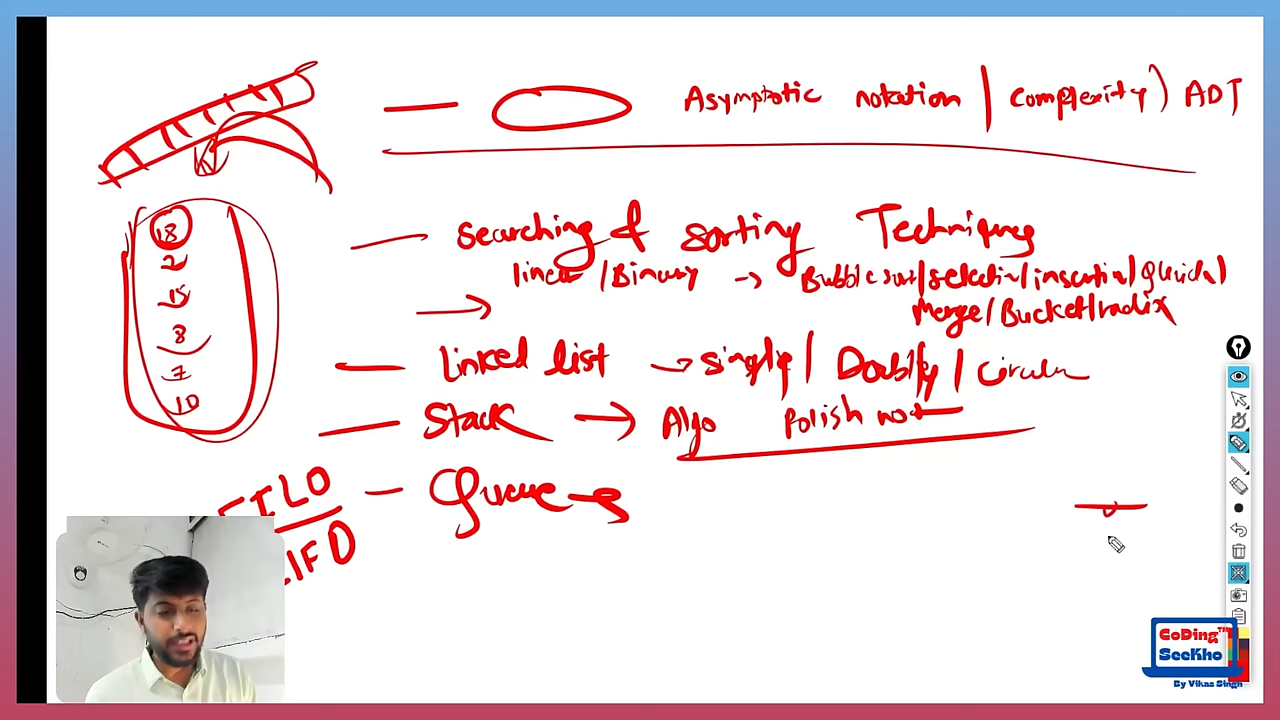 Asymptotic notation | complexity) ADT
18
2
15
8
7
10
Searching & Sorting Techniques
linear / Binary → Bubble sort/selection/insertion/quick/
Merge/Bucket/radix
Linked list → singly / Doubly / circular
Stack → Algo Polish not
FILO
LIFO
Queue
CoDing™
SeeKho
By Vikas Singh